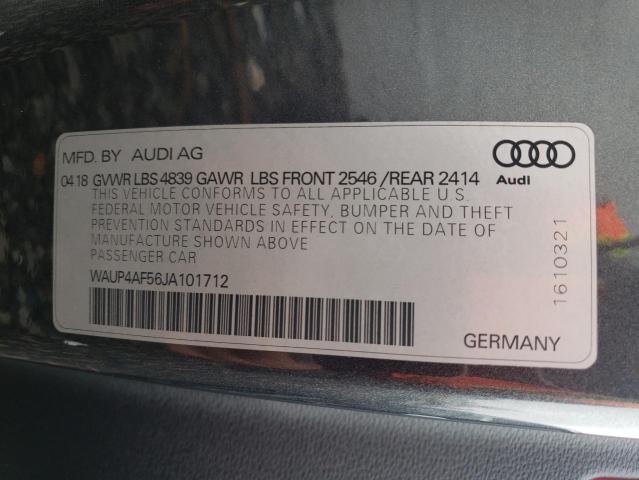 MFD. BY AUDI AG
Audi
04 18 GVWR LBS 4839 GAWR LBS FRONT 2546 /REAR 2414
THIS VEHICLE CONFORMS TO ALL APPLICABLE U.S.
FEDERAL MOTOR VEHICLE SAFETY, BUMPER AND THEFT
PREVENTION STANDARDS IN EFFECT ON THE DATE OF
MANUFACTURE SHOWN ABOVE
PASSENGER CAR
WAUP4AF56JA101712
1610321
GERMANY